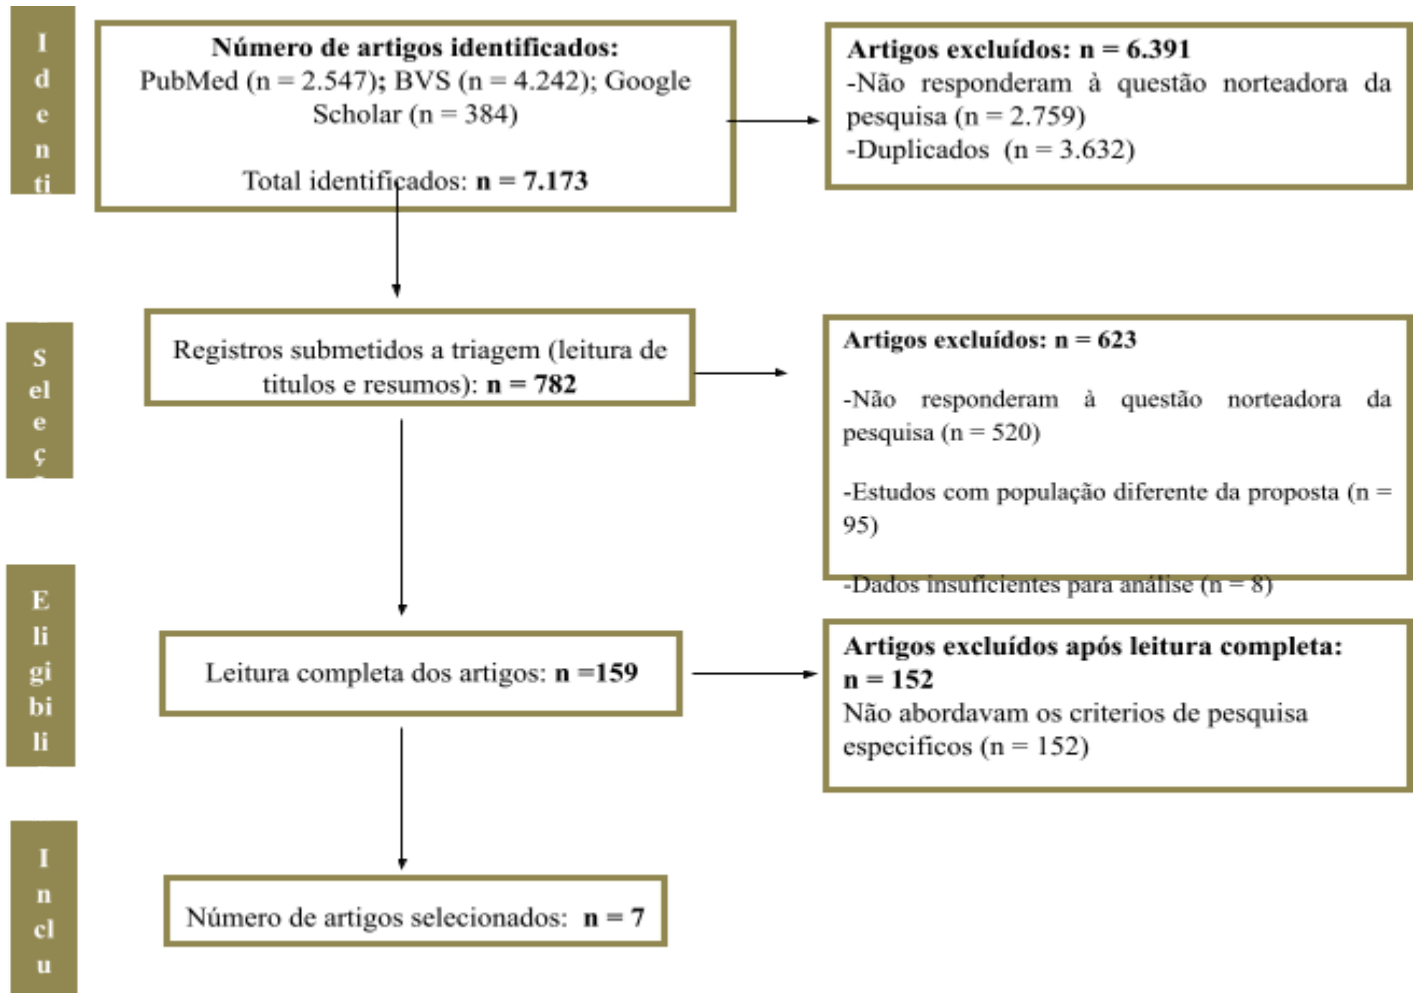 I
d
e
n
ti
Número de artigos identificados:
PubMed (n = 2.547); BVS (n = 4.242); Google
Scholar (n = 384)
Total identificados: n = 7.173
Artigos excluídos: n = 6.391
-Não responderam à questão norteadora da
pesquisa (n = 2.759)
-Duplicados (n = 3.632)
S
el
e
ç
Registros submetidos a triagem (leitura de
titulos e resumos): n = 782
Artigos excluídos: n = 623
-Não responderam à questão norteadora da
pesquisa (n = 520)
-Estudos com população diferente da proposta (n =
95)
-Dados insuficientes para análise (n = 8)
E
li
gi
bi
li
Leitura completa dos artigos: n =159
Artigos excluídos após leitura completa:
n = 152
Não abordavam os criterios de pesquisa
especificos (n = 152)
I
n
cl
u
Número de artigos selecionados: n = 7